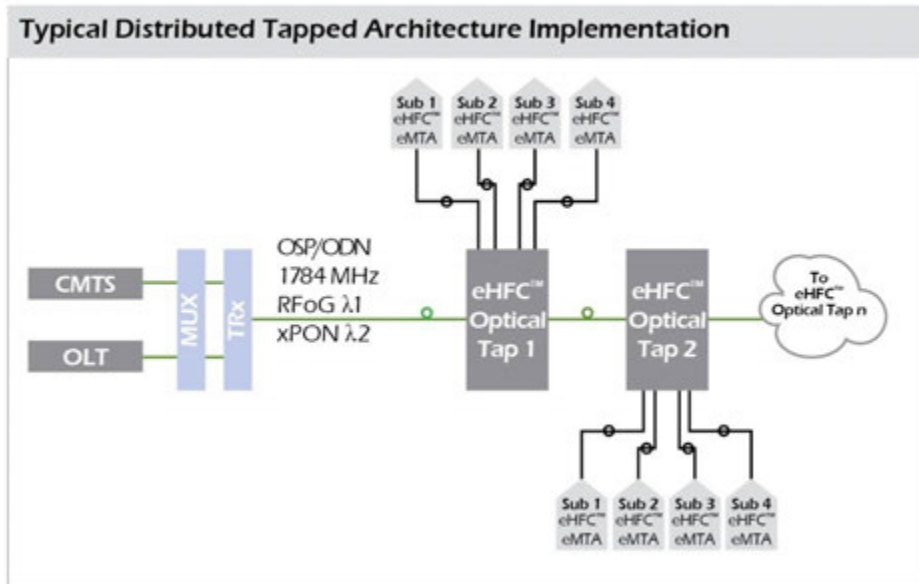 Typical Distributed Tapped Architecture Implementation
Sub 1
eHFC™
eMTA
Sub 2
eHFC™
eMTA
Sub 3
eHFC™
eMTA
Sub 4
eHFC™
eMTA
CMTS
OLT
MUX
TRx
OSP/ODN
1784 MHz
RFoG λ1
xPON λ2
eHFC™
Optical
Tap 1
eHFC™
Optical
Tap 2
To
eHFC™
Optical Tap n
Sub 1
eHFC™
eMTA
Sub 2
eHFC™
eMTA
Sub 3
eHFC™
eMTA
Sub 4
eHFC™
eMTA